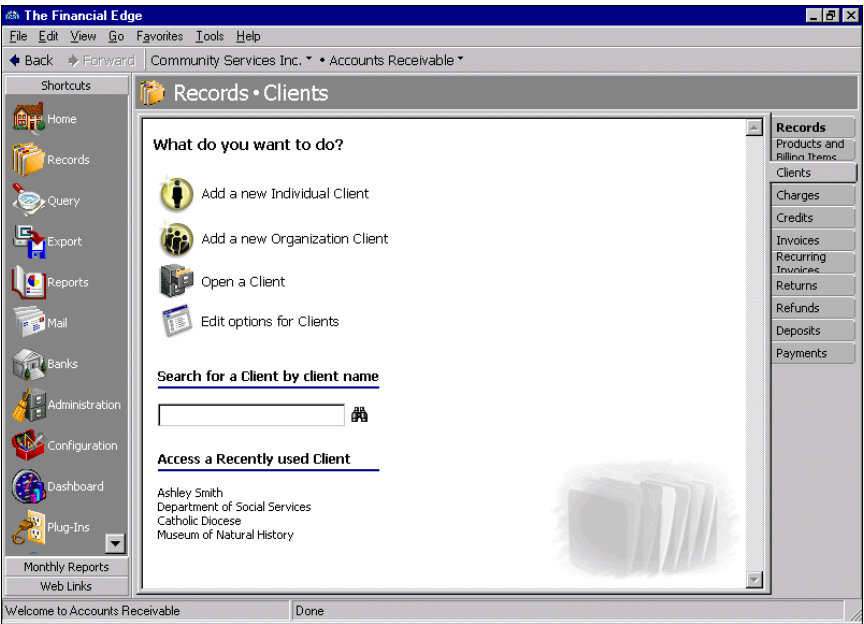 The Financial Edge
File Edit View Go Favorites Tools Help
Back Forward Community Services Inc. • Accounts Receivable
Shortcuts
Home
Records
Query
Export
Reports
Mail
Banks
Administration
Configuration
Dashboard
Plug-Ins
Monthly Reports
Web Links
Records • Clients
What do you want to do?
Add a new Individual Client
Add a new Organization Client
Open a Client
Edit options for Clients
Search for a Client by client name
Access a Recently used Client
Ashley Smith
Department of Social Services
Catholic Diocese
Museum of Natural History
Records
Products and
Billing Items
Clients
Charges
Credits
Invoices
Recurring
Invoices
Returns
Refunds
Deposits
Payments
Welcome to Accounts Receivable Done